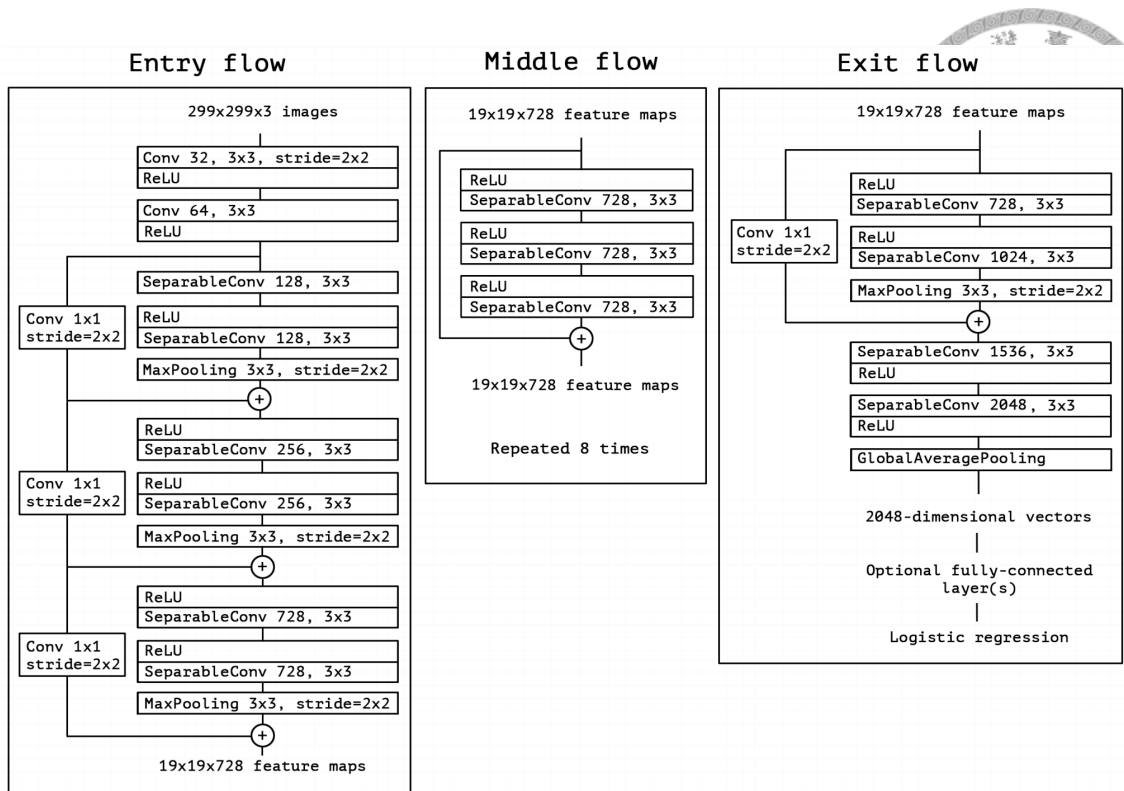 Entry flow
299x299x3 images
Conv 32, 3x3, stride=2x2
ReLU
Conv 64, 3x3
ReLU
SeparableConv 128, 3x3
Conv 1x1
stride=2x2
ReLU
SeparableConv 128, 3x3
MaxPooling 3x3, stride=2x2
+
ReLU
SeparableConv 256, 3x3
Conv 1x1
stride=2x2
ReLU
SeparableConv 256, 3x3
MaxPooling 3x3, stride=2x2
+
ReLU
SeparableConv 728, 3x3
Conv 1x1
stride=2x2
ReLU
SeparableConv 728, 3x3
MaxPooling 3x3, stride=2x2
+
19x19x728 feature maps
Middle flow
19x19x728 feature maps
ReLU
SeparableConv 728, 3x3
ReLU
SeparableConv 728, 3x3
ReLU
SeparableConv 728, 3x3
+
19x19x728 feature maps
Repeated 8 times
Exit flow
19x19x728 feature maps
ReLU
SeparableConv 728, 3x3
Conv 1x1
stride=2x2
ReLU
SeparableConv 1024, 3x3
MaxPooling 3x3, stride=2x2
+
SeparableConv 1536, 3x3
ReLU
SeparableConv 2048, 3x3
ReLU
GlobalAveragePooling
2048-dimensional vectors
Optional fully-connected
layer(s)
Logistic regression